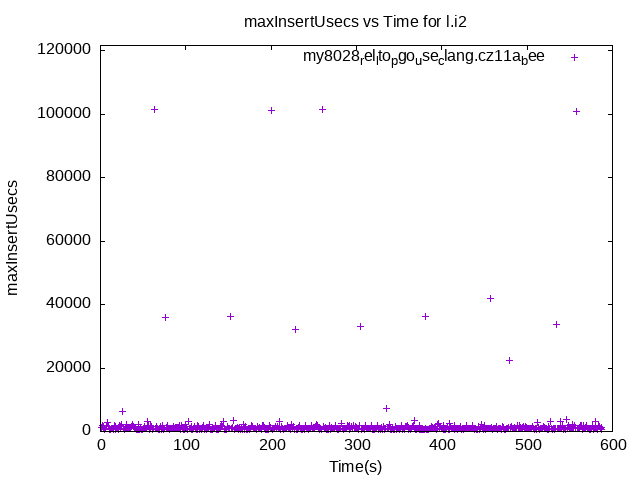 maxInsertUsecs vs Time for l.i2
my8028relltopgouseclang.cz11abee
maxInsertUsecs
120000
100000
80000
60000
40000
20000
0
0 100 200 300 400 500 600
Time(s)